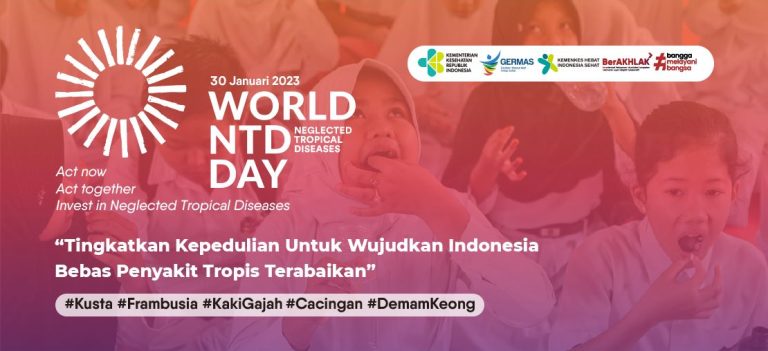 30 Januari 2023
WORLD
NTD
NEGLECTED
TROPICAL
DISEASES
DAY
Act now
Act together
Invest in Neglected Tropical Diseases
KEMENTERIAN
KESEHATAN
REPUBLIK
INDONESIA
GERMAS
KEMENKES HEBAT
INDONESIA SEHAT
BerAKHLAK
#bangga
melayani
bangsa
“Tingkatkan Kepedulian Untuk Wujudkan Indonesia
Bebas Penyakit Tropis Terabaikan”
#Kusta #Frambusia #KakiGajah #Cacingan #DemamKeong